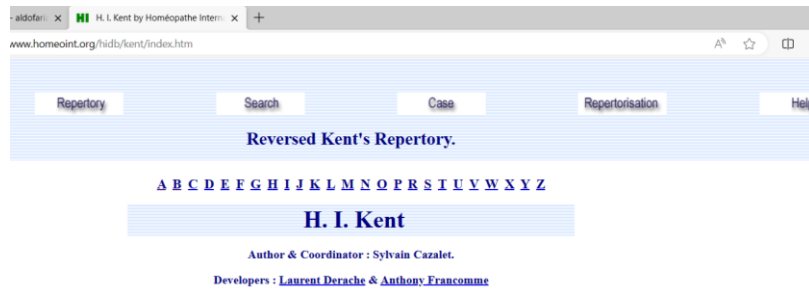 - aldofari
H. I. Kent by Homéopathe Intern
www.homeoint.org/hidb/kent/index.htm
Repertory Search Case Repertorisation Help
Reversed Kent's Repertory.
A B C D E F G H I J K L M N O P R S T U V W X Y Z
H. I. Kent
Author & Coordinator : Sylvain Cazalet.
Developers : Laurent Derache & Anthony Francomme